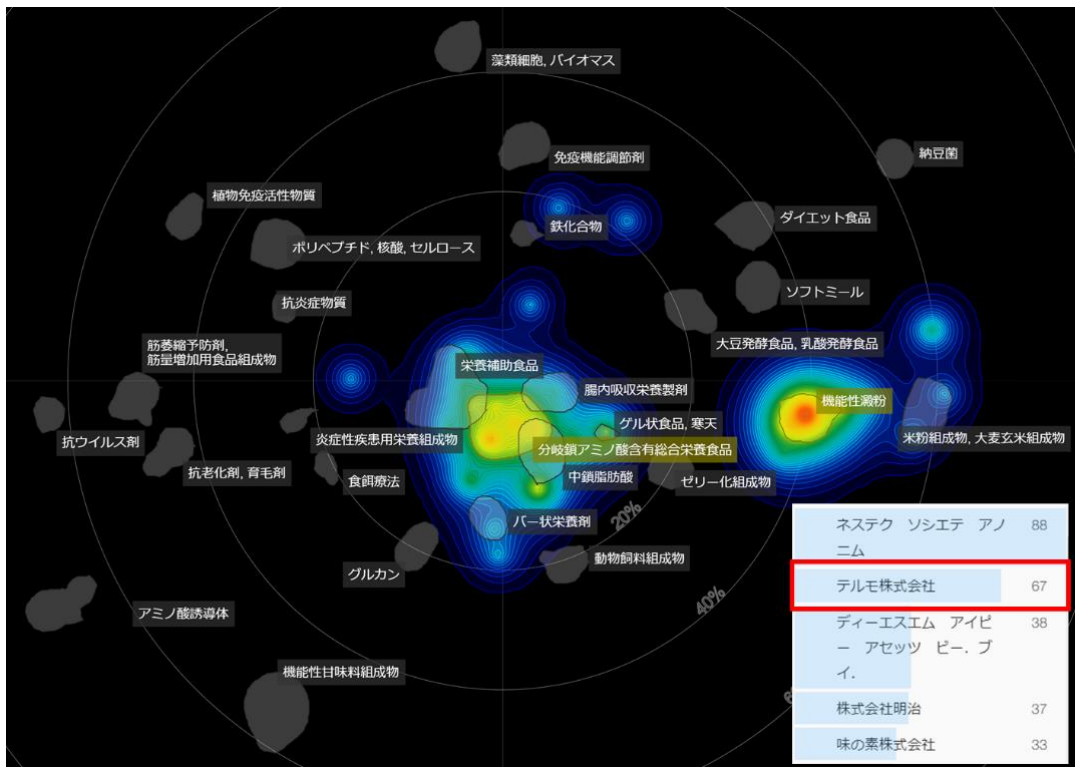 藻類細胞, バイオマス
免疫機能調節剤
納豆菌
植物免疫活性物質
ダイエット食品
鉄化合物
ポリペプチド, 核酸, セルロース
ソフトミール
抗炎症物質
大豆発酵食品, 乳酸発酵食品
筋萎縮予防剤,
筋量増加用食品組成物
栄養補助食品
腸内吸収栄養製剤
機能性澱粉
ゲル状食品, 寒天
抗ウイルス剤
炎症性疾患用栄養組成物
米粉組成物, 大麦玄米組成物
分岐鎖アミノ酸含有総合栄養食品
抗老化剤, 育毛剤
食餌療法
中鎖脂肪酸
ゼリー化組成物
バー状栄養剤
20%
動物飼料組成物
グルカン
40%
アミノ酸誘導体
機能性甘味料組成物
ネステク ソシエテ アノ 88
ニム
テルモ株式会社 67
ディーエスエム アイピ 38
ー アセッツ ビー．ブ
イ．
株式会社明治 37
味の素株式会社 33